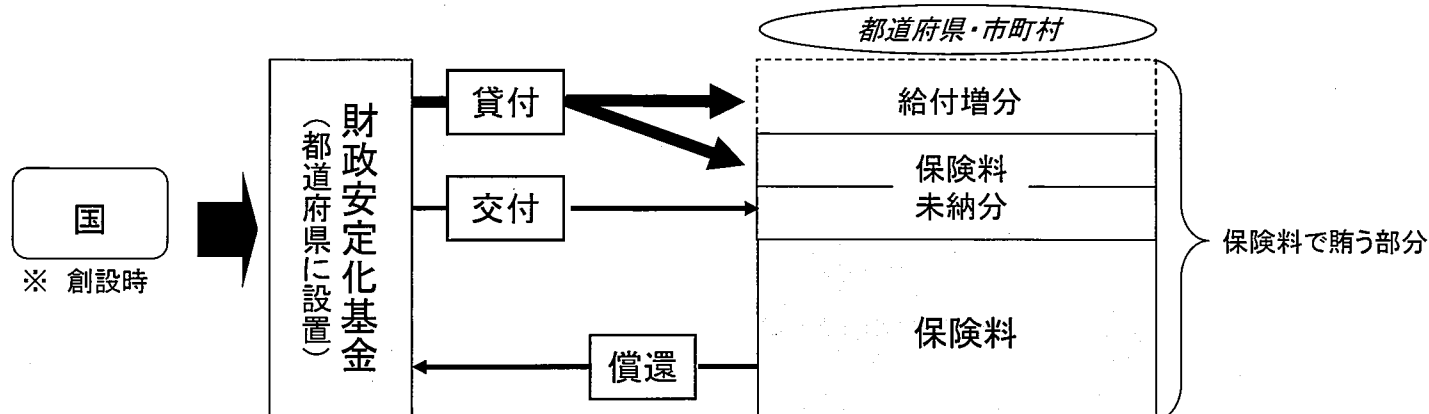 都道府県・市町村
国
※ 創設時
財政安定化基金
（都道府県に設置）
貸付
交付
償還
給付増分
保険料
未納分
保険料
保険料で賄う部分